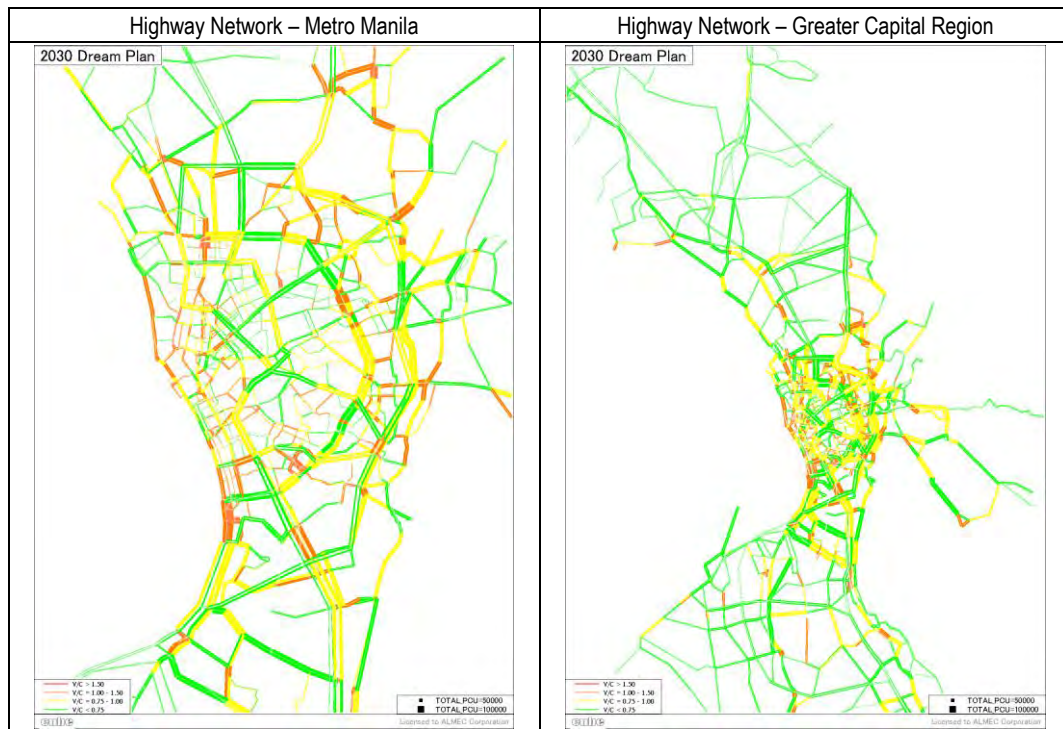 Highway Network – Metro Manila
Highway Network – Greater Capital Region
2030 Dream Plan
2030 Dream Plan
V/C > 1.50
V/C = 1.00 - 1.50
V/C = 0.75 - 1.00
V/C < 0.75
TOTAL_PCU=50000
TOTAL_PCU=100000
cube
Licensed to ALMEC Corporation
V/C > 1.50
V/C = 1.00 - 1.50
V/C = 0.75 - 1.00
V/C < 0.75
TOTAL_PCU=50000
TOTAL_PCU=100000
cube
Licensed to ALMEC Corporation